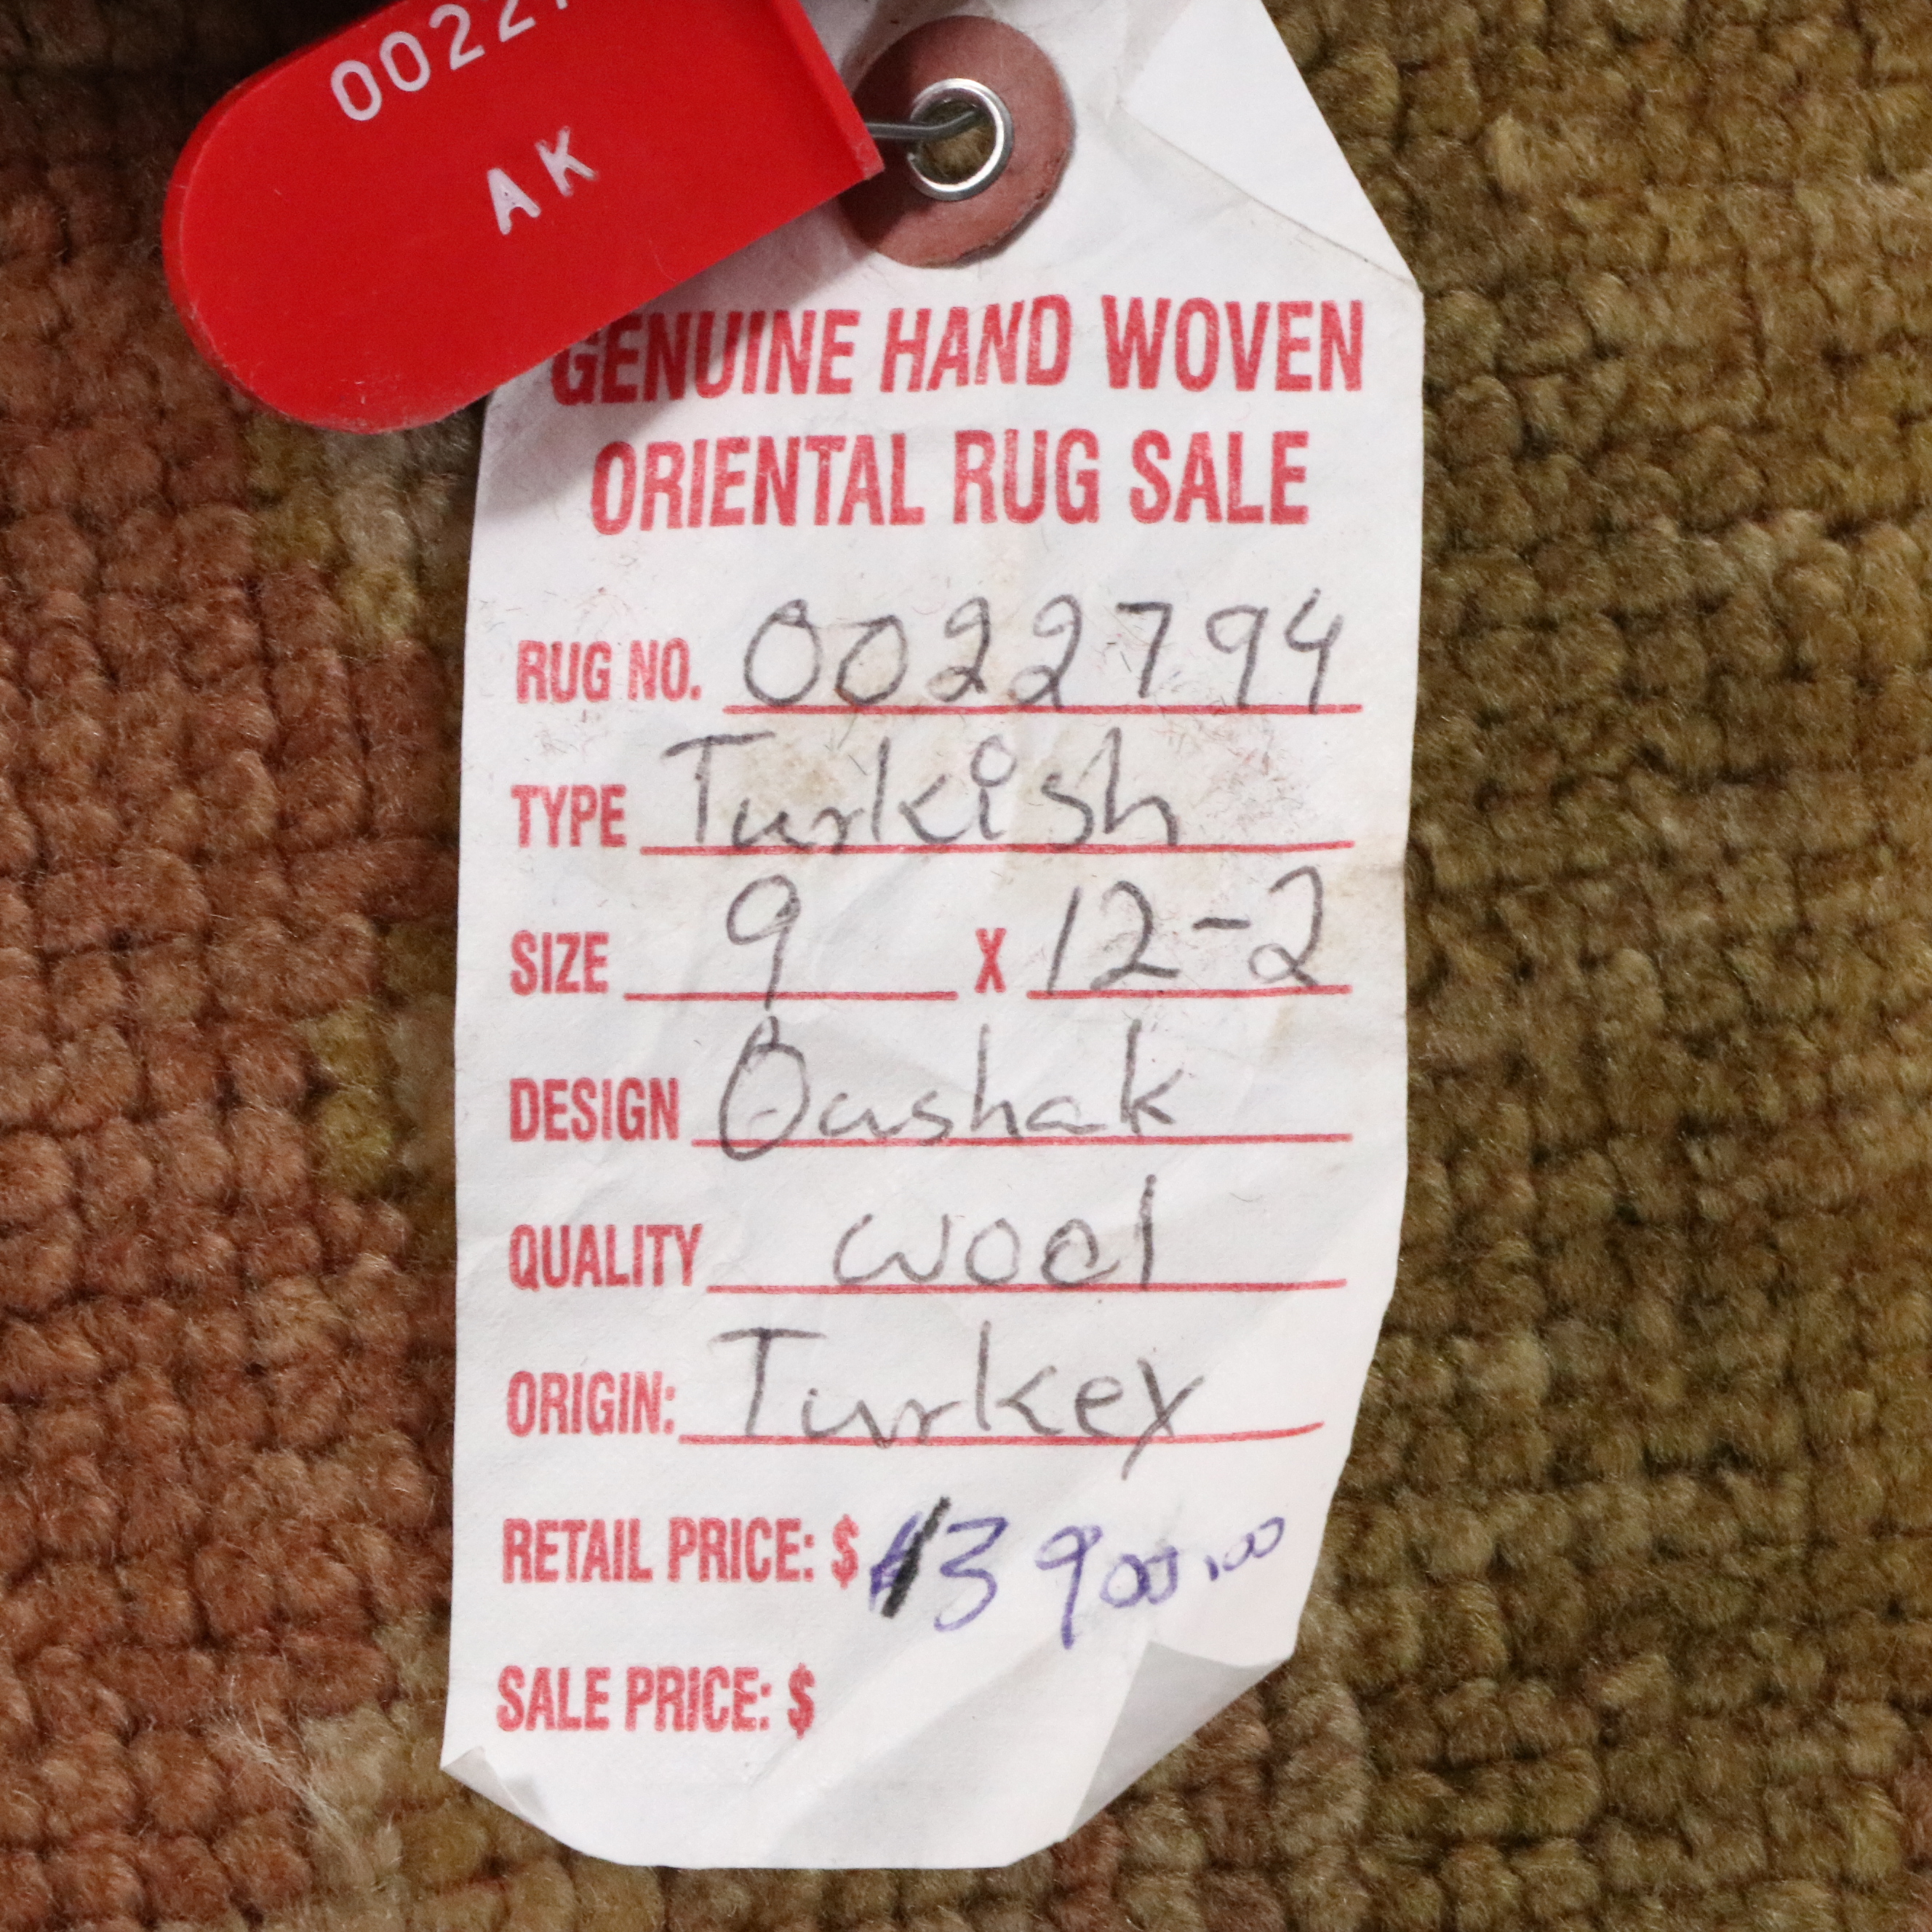 0022
AK
GENUINE HAND WOVEN
ORIENTAL RUG SALE
RUG NO. 0022794
TYPE Turkish
SIZE 9 X 12-2
DESIGN Oushak
QUALITY wool
ORIGIN: Turkey
RETAIL PRICE: $ 13900.00
SALE PRICE: $